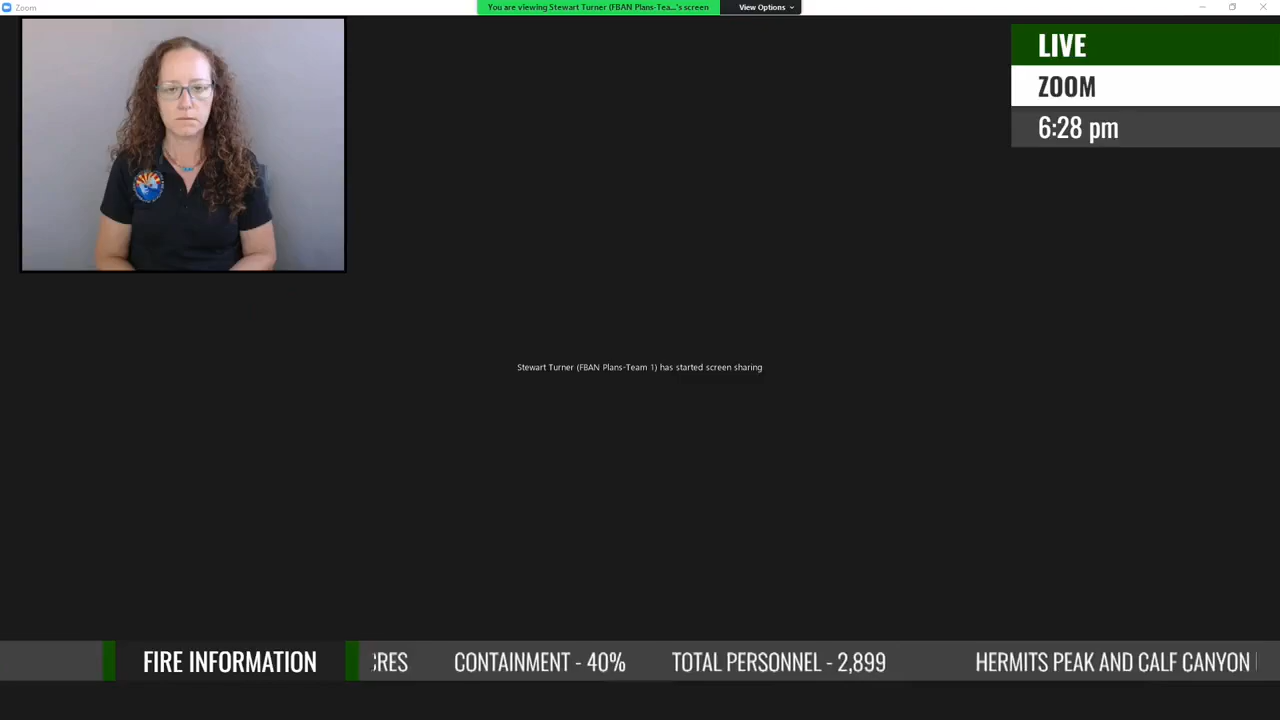 Zoom
You are viewing Stewart Turner (FBAN Plans-Tea...'s screen
View Options
LIVE
ZOOM
6:28 pm
Stewart Turner (FBAN Plans-Team 1) has started screen sharing
FIRE INFORMATION
CRES CONTAINMENT - 40% TOTAL PERSONNEL - 2,899 HERMITS PEAK AND CALF CANYON